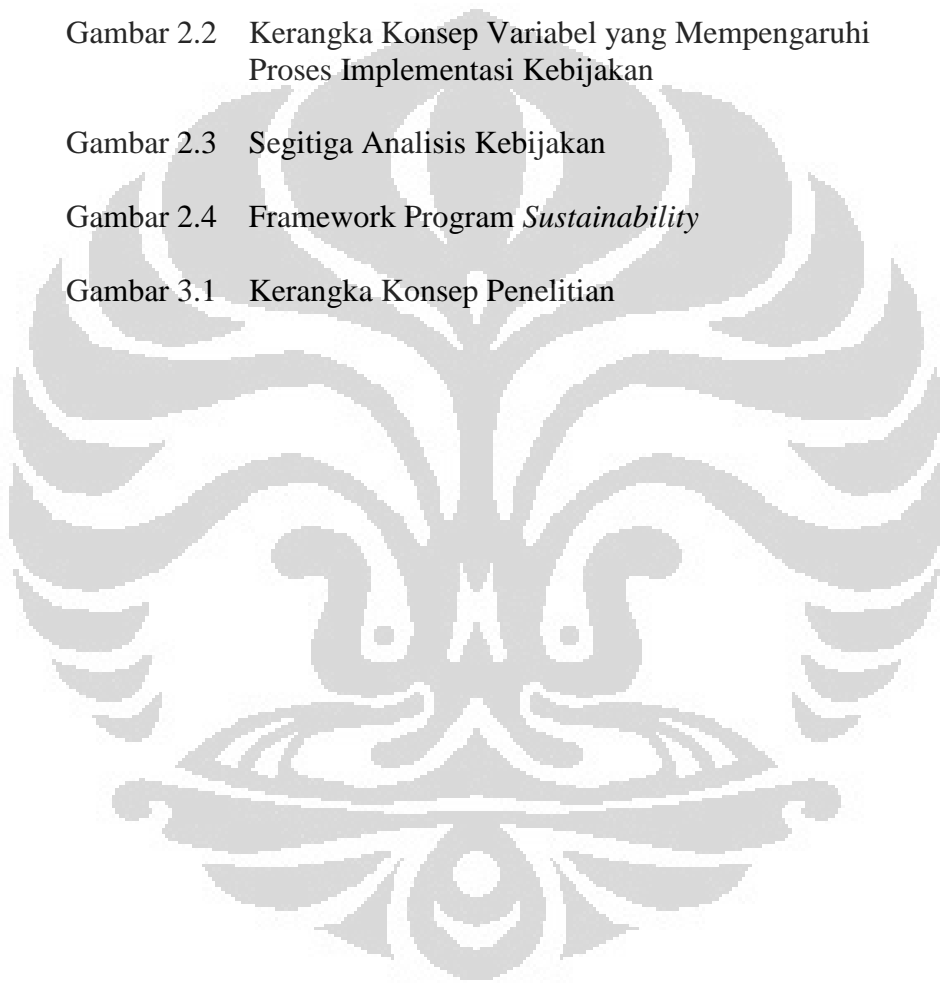 Gambar 2.2 Kerangka Konsep Variabel yang Mempengaruhi
Proses Implementasi Kebijakan
Gambar 2.3 Segitiga Analisis Kebijakan
Gambar 2.4 Framework Program Sustainability
Gambar 3.1 Kerangka Konsep Penelitian